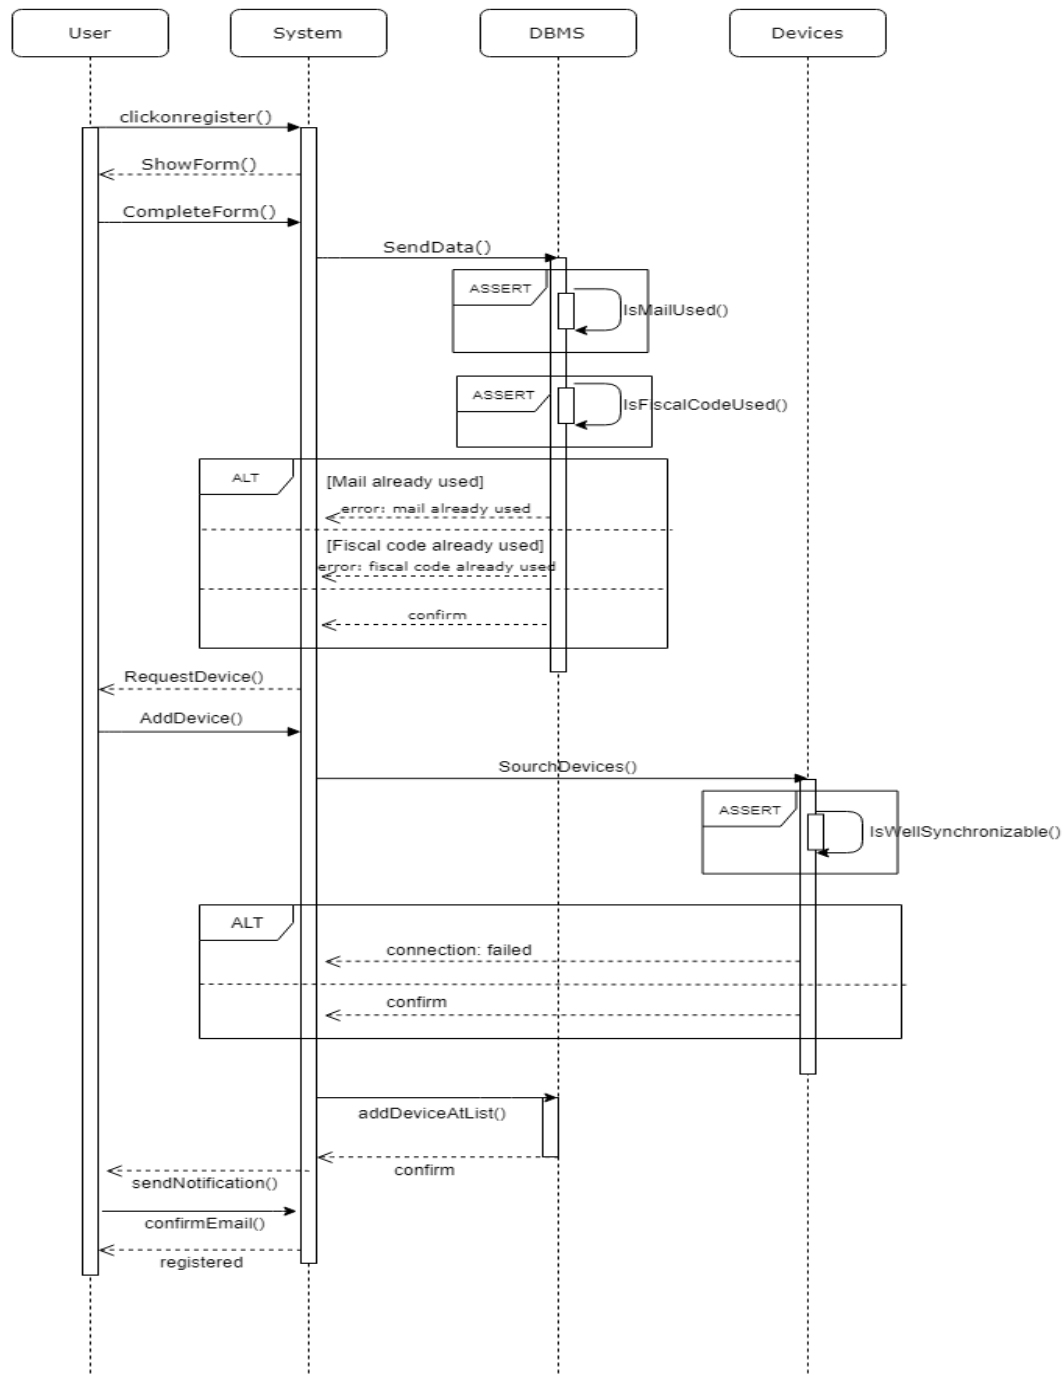 User
System
DBMS
Devices
clickonregister()
ShowForm()
CompleteForm()
SendData()
ASSERT
IsMailUsed()
ASSERT
IsFiscalCodeUsed()
ALT
[Mail already used]
error: mail already used
[Fiscal code already used]
error: fiscal code already used
confirm
RequestDevice()
AddDevice()
SourchDevices()
ASSERT
IsWellSynchronizable()
ALT
connection: failed
confirm
addDeviceAtList()
confirm
sendNotification()
confirmEmail()
registered